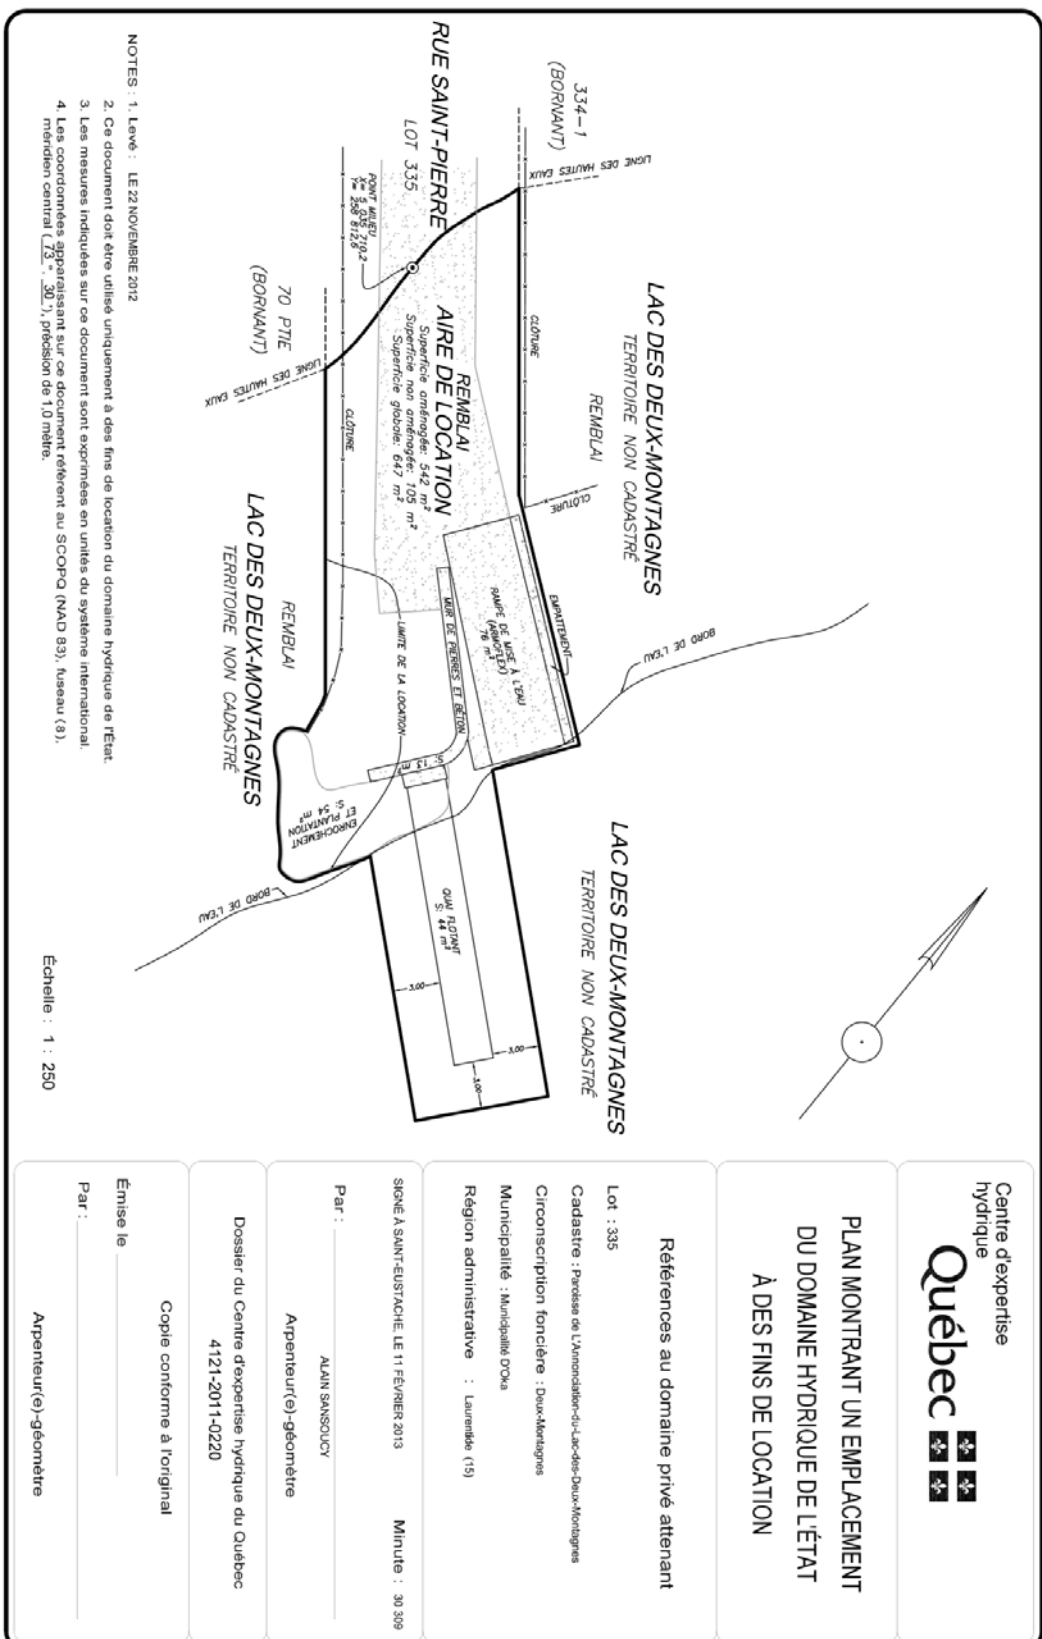 RUE SAINT-PIERRE
LOT 335
334-1
(BORNANT)
LIGNE DES HAUTES EAUX
POINT MILIEU
X= 5 035 710,2
Y= 258 812,6
70 PTIE
(BORNANT)
LIGNE DES HAUTES EAUX
LAC DES DEUX-MONTAGNES
TERRITOIRE NON CADASTRÉ
CLÔTURE
REMBLAI
CLÔTURE
REMBLAI
AIRE DE LOCATION
Superficie aménagée: 542 m²
Superficie non aménagée: 105 m²
Superficie globale: 647 m²
CLÔTURE
EMPATTEMENT
RAMPE DE MISE À L'EAU
(ARMOFLEX)
76 m²
MUR DE PIERRES ET BÉTON
S: 13 m²
LIMITE DE LA LOCATION
BORD DE L'EAU
REMBLAI
LAC DES DEUX-MONTAGNES
TERRITOIRE NON CADASTRÉ
ENROCHEMENT
ET PLANTATION
S: 54 m²
BORD DE L'EAU
QUAI FLOTANT
S: 44 m²
3,00
3,00
3,00
LAC DES DEUX-MONTAGNES
TERRITOIRE NON CADASTRÉ
NOTES : 1. Levé : LE 22 NOVEMBRE 2012
2. Ce document doit être utilisé uniquement à des fins de location du domaine hydrique de l'État.
3. Les mesures indiquées sur ce document sont exprimées en unités du système international.
4. Les coordonnées apparaissant sur ce document réfèrent au SCOPQ (NAD 83), fuseau (8),
méridien central ( 73 °, 30 '), précision de 1,0 mètre.
Échelle : 1 : 250
Centre d'expertise
hydrique
Québec
PLAN MONTRANT UN EMPLACEMENT
DU DOMAINE HYDRIQUE DE L'ÉTAT
À DES FINS DE LOCATION
Références au domaine privé attenant
Lot : 335
Cadastre : Paroisse de L'Annonciation-du-Lac-des-Deux-Montagnes
Circonscription foncière : Deux-Montagnes
Municipalité : Municipalité D'Oka
Région administrative : Laurentide (15)
SIGNÉ À SAINT-EUSTACHE, LE 11 FÉVRIER 2013 Minute : 30 309
Par :
ALAIN SANSOUCY
Arpenteur(e)-géomètre
Dossier du Centre d'expertise hydrique du Québec
4121-2011-0220
Copie conforme à l'original
Émise le
Par :
Arpenteur(e)-géomètre